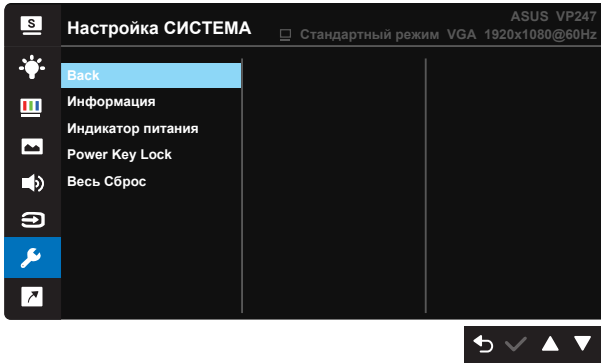 S
ASUS VP247
Настройка СИСТЕМА
Стандартный режим VGA 1920x1080@60Hz
Back
Информация
Индикатор питания
Power Key Lock
Весь Сброс